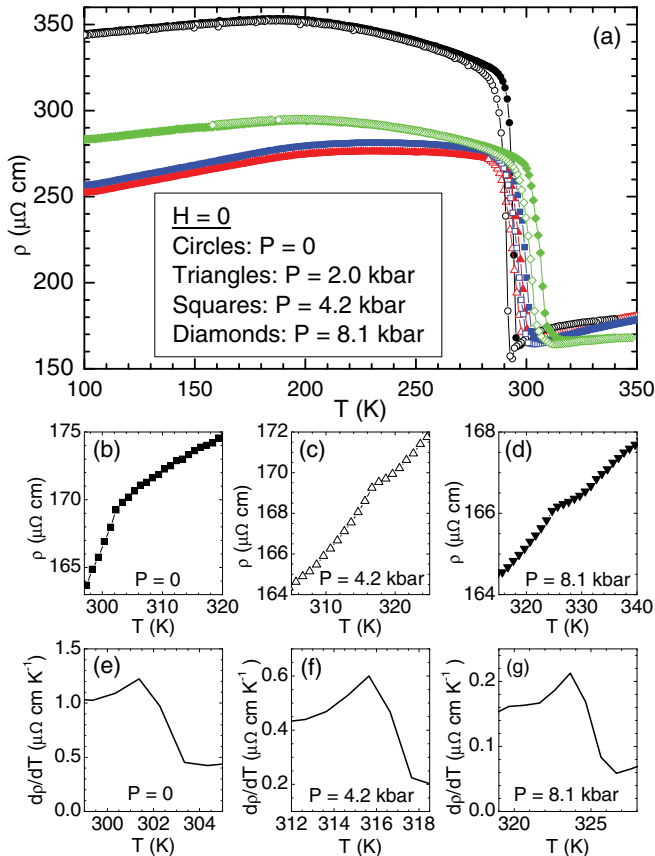 (a)
350
300
250
200
150
ρ (μΩ cm)
H = 0
Circles: P = 0
Triangles: P = 2.0 kbar
Squares: P = 4.2 kbar
Diamonds: P = 8.1 kbar
100 150 200 250 300 350
T (K)
(b)
175
170
165
ρ (μΩ cm)
P = 0
300 310 320
T (K)
(c)
172
170
168
166
164
ρ (μΩ cm)
P = 4.2 kbar
310 320
T (K)
(d)
168
166
164
ρ (μΩ cm)
P = 8.1 kbar
320 330 340
T (K)
(e)
1.5
1.0
0.5
0.0
dρ/dT (μΩ cm K⁻¹)
P = 0
300 302 304
T (K)
(f)
0.6
0.4
0.2
dρ/dT (μΩ cm K⁻¹)
P = 4.2 kbar
312 314 316 318
T (K)
(g)
0.2
0.1
0.0
dρ/dT (μΩ cm K⁻¹)
P = 8.1 kbar
320 325
T (K)